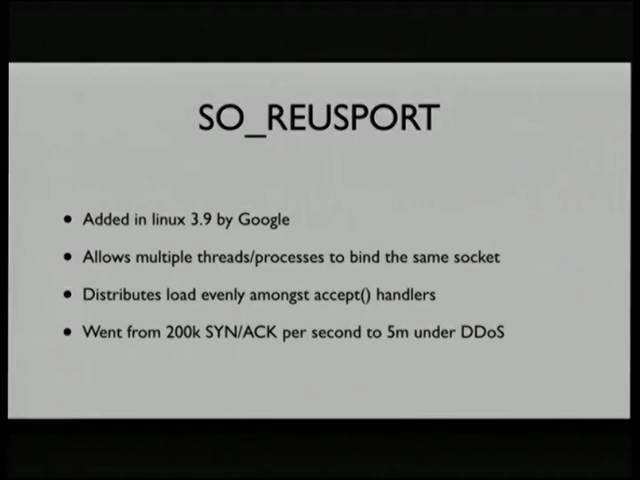 SO_REUSPORT
• Added in linux 3.9 by Google
• Allows multiple threads/processes to bind the same socket
• Distributes load evenly amongst accept() handlers
• Went from 200k SYN/ACK per second to 5m under DDoS